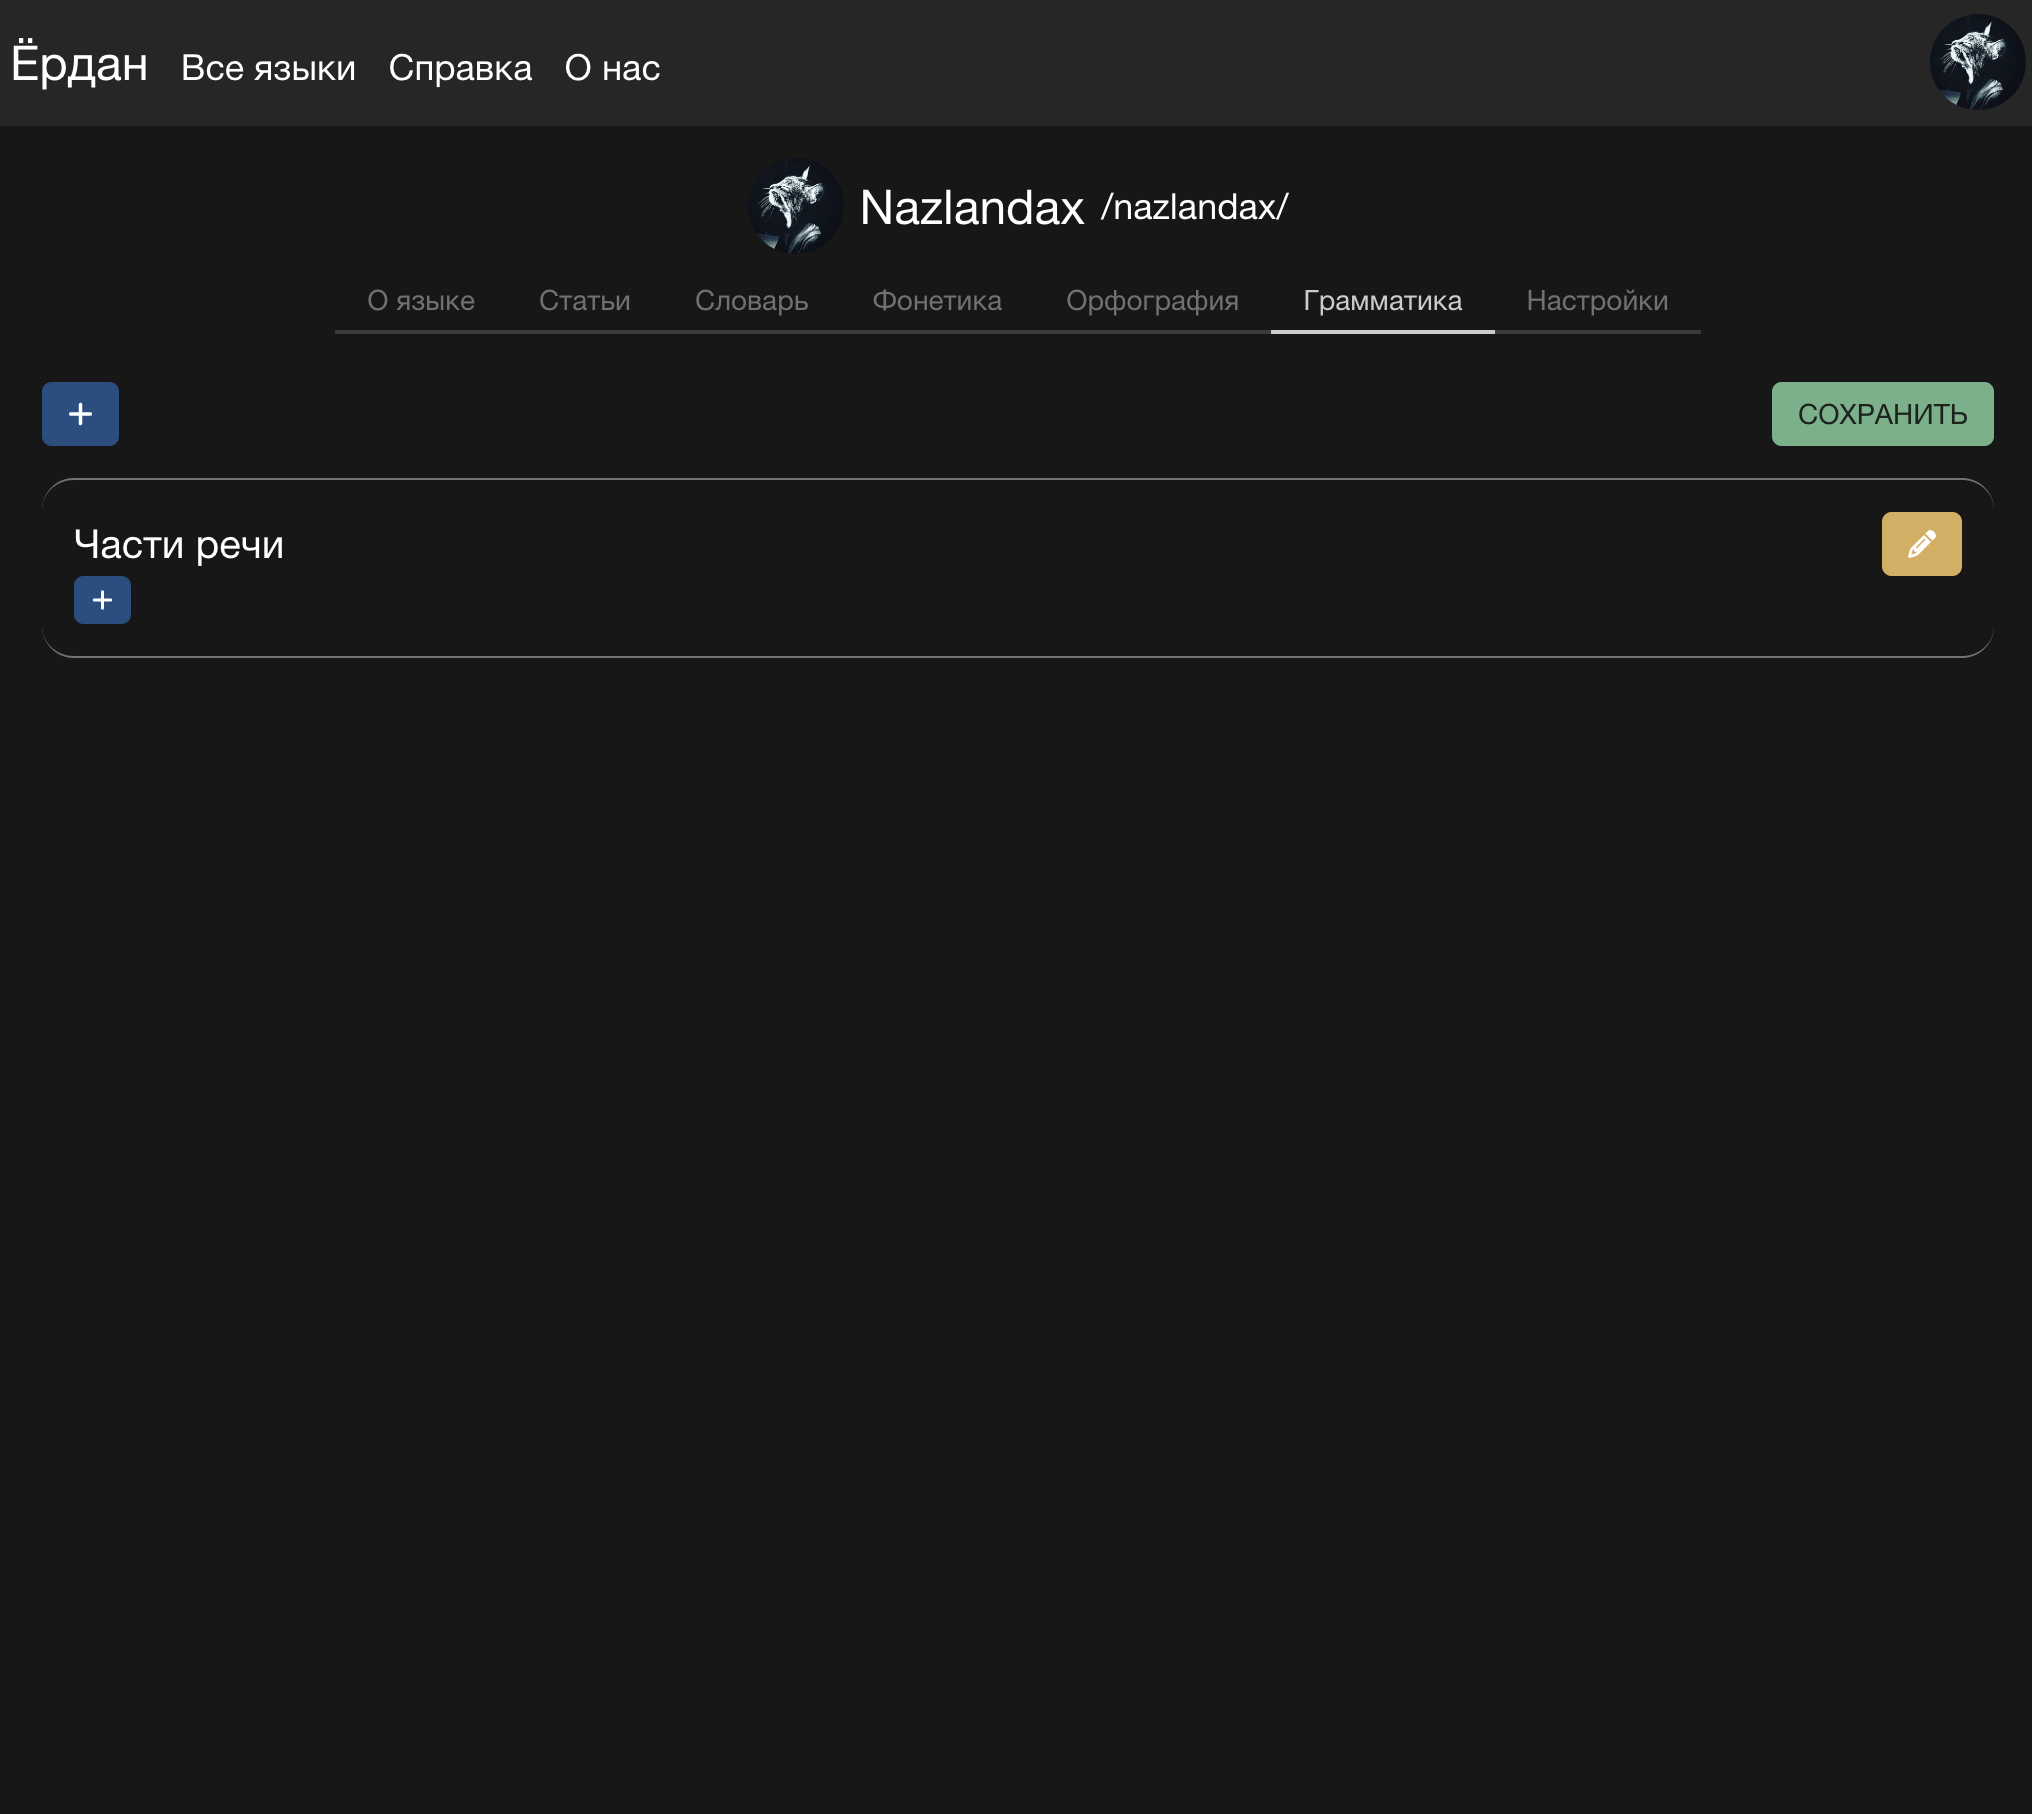 Ёрдан Все языки Справка О нас
Nazlandax /nazlandax/
О языке Статьи Словарь Фонетика Орфография Грамматика Настройки
СОХРАНИТЬ
Части речи